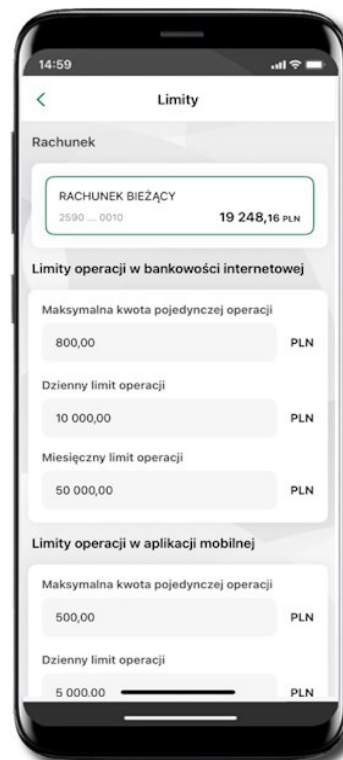 14:59
Limity
Rachunek
RACHUNEK BIEŻĄCY
2590 ... 0010 19 248,16 PLN
Limity operacji w bankowości internetowej
Maksymalna kwota pojedynczej operacji
800,00 PLN
Dzienny limit operacji
10 000,00 PLN
Miesięczny limit operacji
50 000,00 PLN
Limity operacji w aplikacji mobilnej
Maksymalna kwota pojedynczej operacji
500,00 PLN
Dzienny limit operacji
5 000.00 PLN